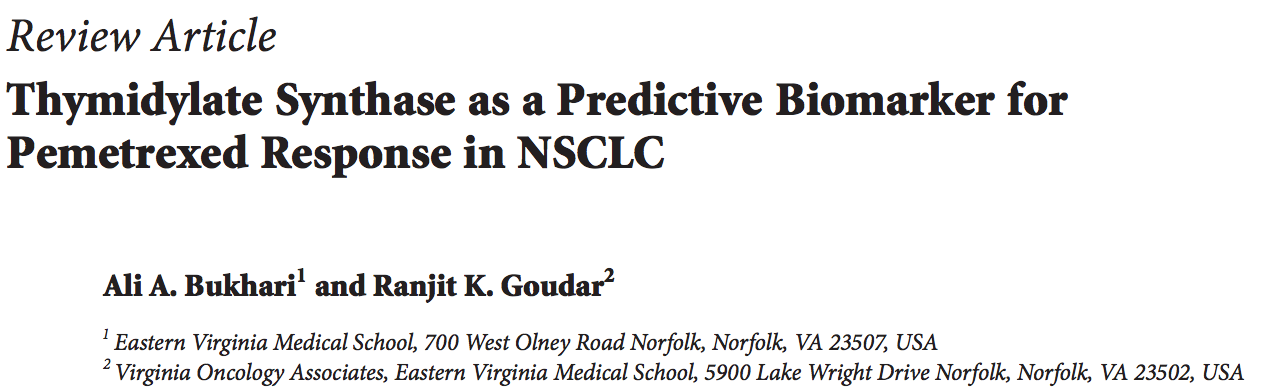 Review Article
Thymidylate Synthase as a Predictive Biomarker for
Pemetrexed Response in NSCLC
Ali A. Bukhari1 and Ranjit K. Goudar2
1 Eastern Virginia Medical School, 700 West Olney Road Norfolk, Norfolk, VA 23507, USA
2 Virginia Oncology Associates, Eastern Virginia Medical School, 5900 Lake Wright Drive Norfolk, Norfolk, VA 23502, USA